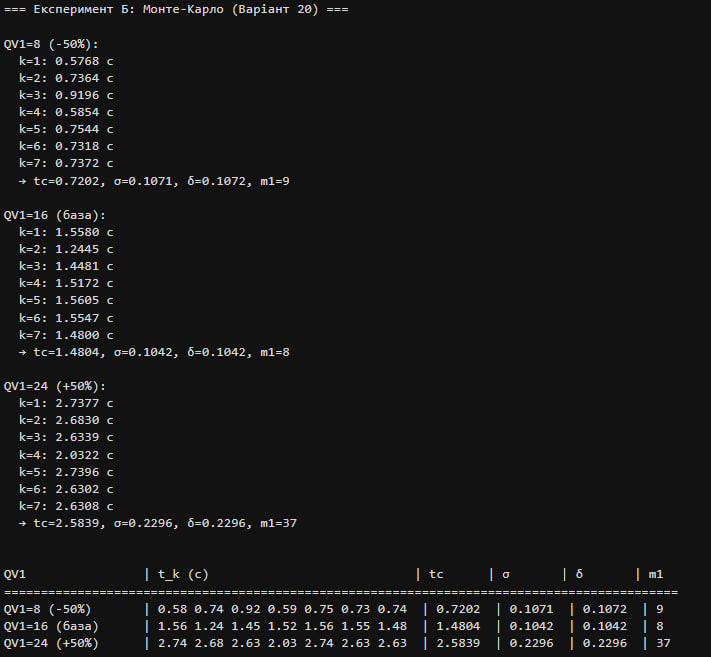 === Експеримент Б: Монте-Карло (Варіант 20) ===
QV1=8 (-50%):
k=1: 0.5768 с
k=2: 0.7364 с
k=3: 0.9196 с
k=4: 0.5854 с
k=5: 0.7544 с
k=6: 0.7318 с
k=7: 0.7372 с
→ tc=0.7202, σ=0.1071, δ=0.1072, m1=9
QV1=16 (база):
k=1: 1.5580 с
k=2: 1.2445 с
k=3: 1.4481 с
k=4: 1.5172 с
k=5: 1.5605 с
k=6: 1.5547 с
k=7: 1.4800 с
→ tc=1.4804, σ=0.1042, δ=0.1042, m1=8
QV1=24 (+50%):
k=1: 2.7377 с
k=2: 2.6830 с
k=3: 2.6339 с
k=4: 2.0322 с
k=5: 2.7396 с
k=6: 2.6302 с
k=7: 2.6308 с
→ tc=2.5839, σ=0.2296, δ=0.2296, m1=37
QV1 | t_k (с) | tc | σ | δ | m1
============================================================================================
QV1=8 (-50%) | 0.58 0.74 0.92 0.59 0.75 0.73 0.74 | 0.7202 | 0.1071 | 0.1072 | 9
QV1=16 (база) | 1.56 1.24 1.45 1.52 1.56 1.55 1.48 | 1.4804 | 0.1042 | 0.1042 | 8
QV1=24 (+50%) | 2.74 2.68 2.63 2.03 2.74 2.63 2.63 | 2.5839 | 0.2296 | 0.2296 | 37